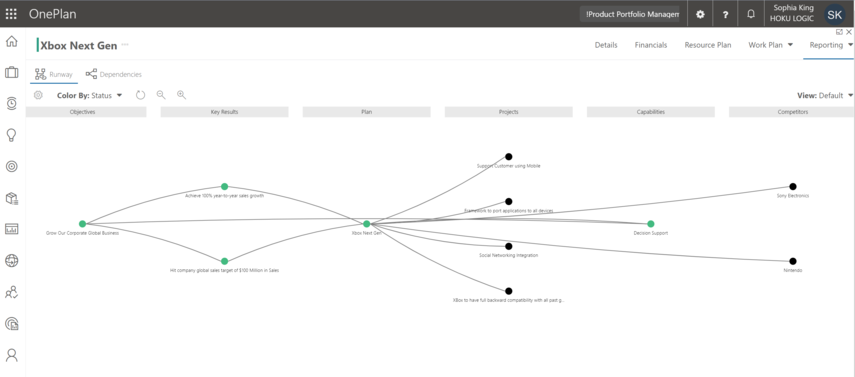 OnePlan
!Product Portfolio Managem
Sophia King
HOKU LOGIC
SK
Xbox Next Gen
Details
Financials
Resource Plan
Work Plan
Reporting
Runway
Dependencies
Color By: Status
View: Default
Objectives
Key Results
Plan
Projects
Capabilities
Competitors
Support Customer using Mobile
Achieve 100% year-to-year sales growth
Sony Electronics
Framework to port applications to all devices
Grow Our Corporate Global Business
Xbox Next Gen
Decision Support
Social Networking Integration
Hit company global sales target of $100 Million in Sales
Nintendo
XBox to have full backward compatibility with all past g...